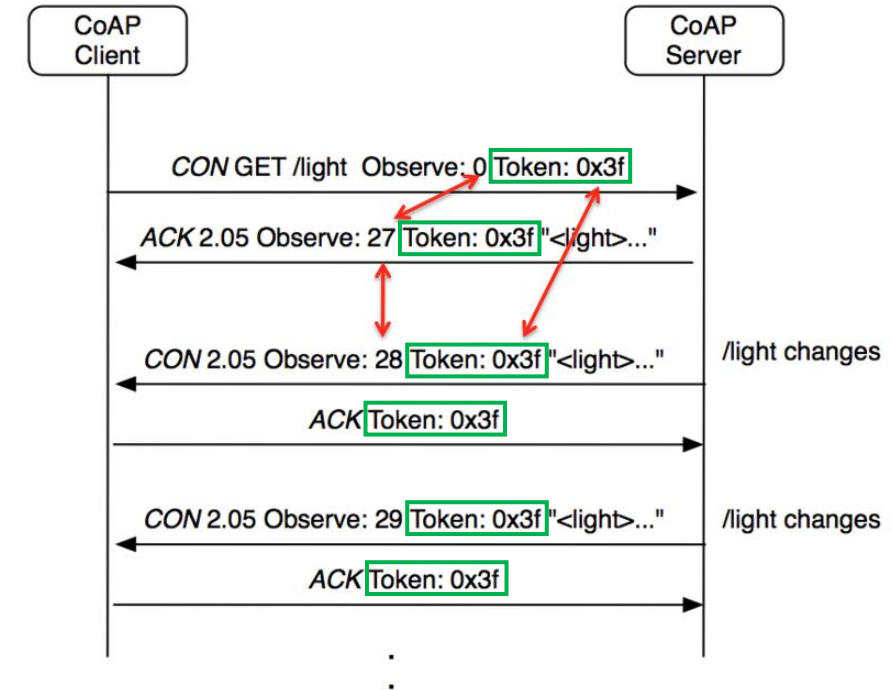 CoAP
Client
CoAP
Server
CON GET /light Observe: 0 Token: 0x3f
ACK 2.05 Observe: 27 Token: 0x3f "<light>..."
CON 2.05 Observe: 28 Token: 0x3f "<light>..."
/light changes
ACK Token: 0x3f
CON 2.05 Observe: 29 Token: 0x3f "<light>..."
/light changes
ACK Token: 0x3f
.
.